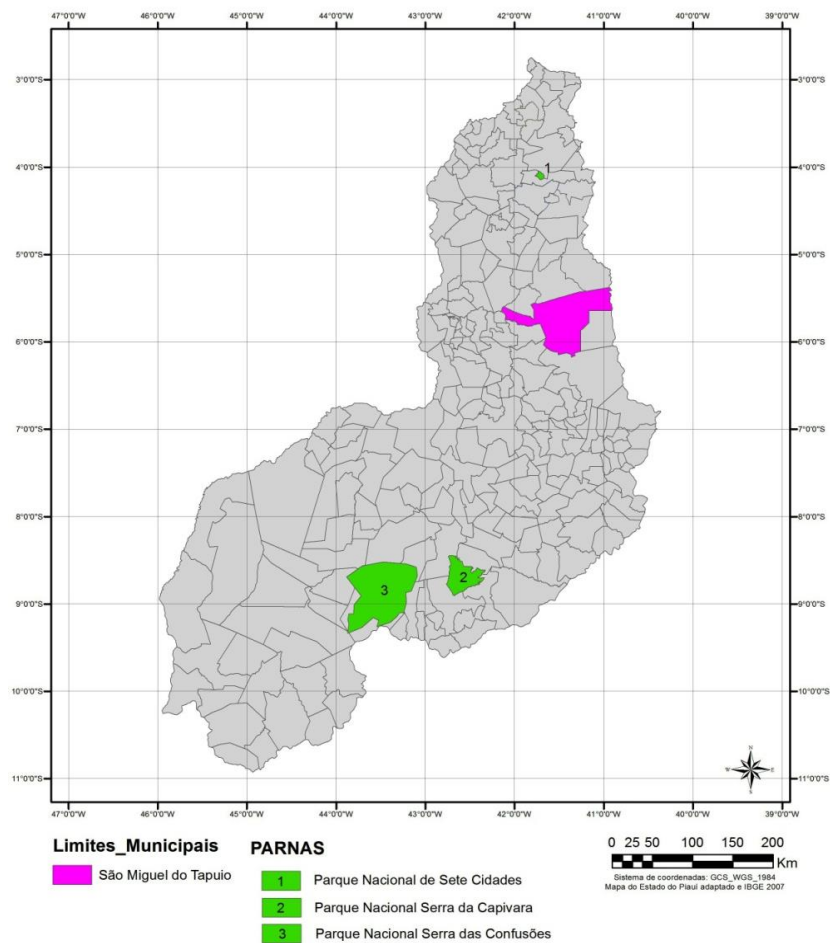 47°0'0"W 46°0'0"W 45°0'0"W 44°0'0"W 43°0'0"W 42°0'0"W 41°0'0"W 40°0'0"W 39°0'0"W
3°0'0"S 3°0'0"S
1
4°0'0"S 4°0'0"S
5°0'0"S 5°0'0"S
6°0'0"S 6°0'0"S
7°0'0"S 7°0'0"S
8°0'0"S 8°0'0"S
2
3
9°0'0"S 9°0'0"S
10°0'0"S 10°0'0"S
N
W E
S
11°0'0"S 11°0'0"S
47°0'0"W 46°0'0"W 45°0'0"W 44°0'0"W 43°0'0"W 42°0'0"W 41°0'0"W 40°0'0"W 39°0'0"W
Limites_Municipais
São Miguel do Tapuio
PARNAS
1 Parque Nacional de Sete Cidades
2 Parque Nacional Serra da Capivara
3 Parque Nacional Serra das Confusões
0 25 50 100 150 200
Km
Sistema de coordenadas: GCS_WGS_1984
Mapa do Estado do Piauí adaptado e IBGE 2007